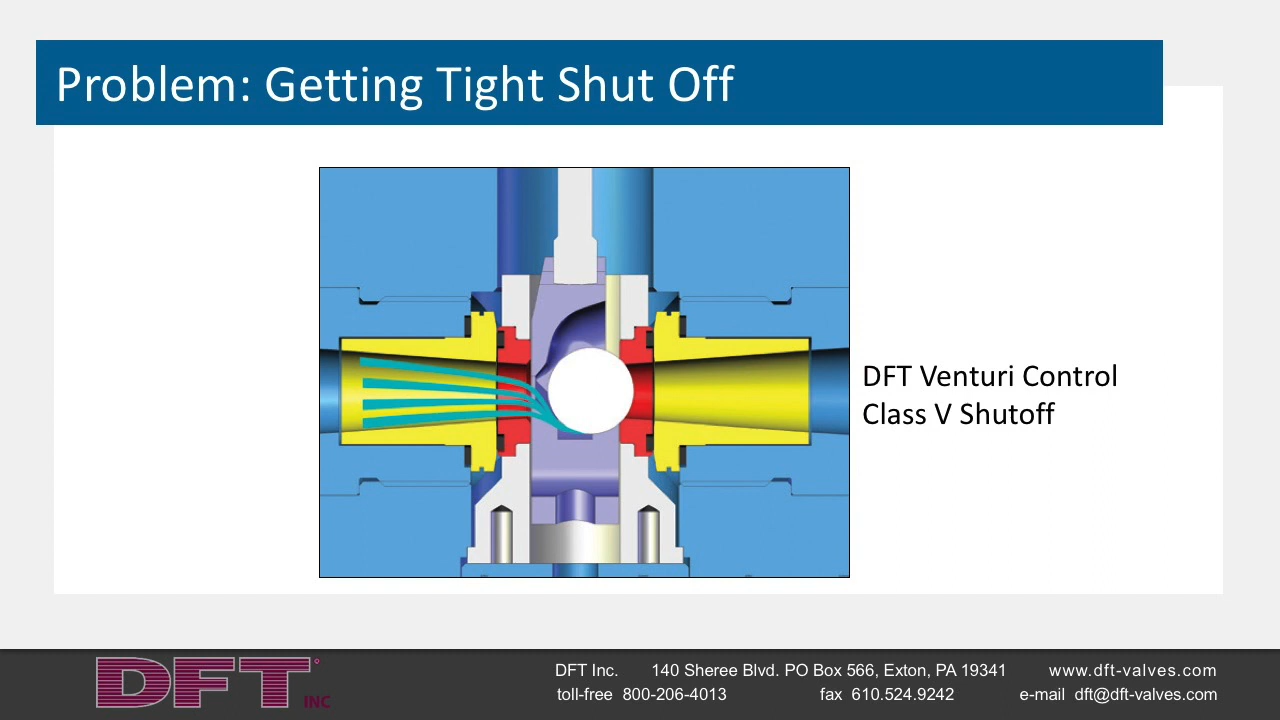 Problem: Getting Tight Shut Off
DFT Venturi Control
Class V Shutoff
DFT INC
DFT Inc. 140 Sheree Blvd. PO Box 566, Exton, PA 19341 www.dft-valves.com
toll-free 800-206-4013 fax 610.524.9242 e-mail dft@dft-valves.com